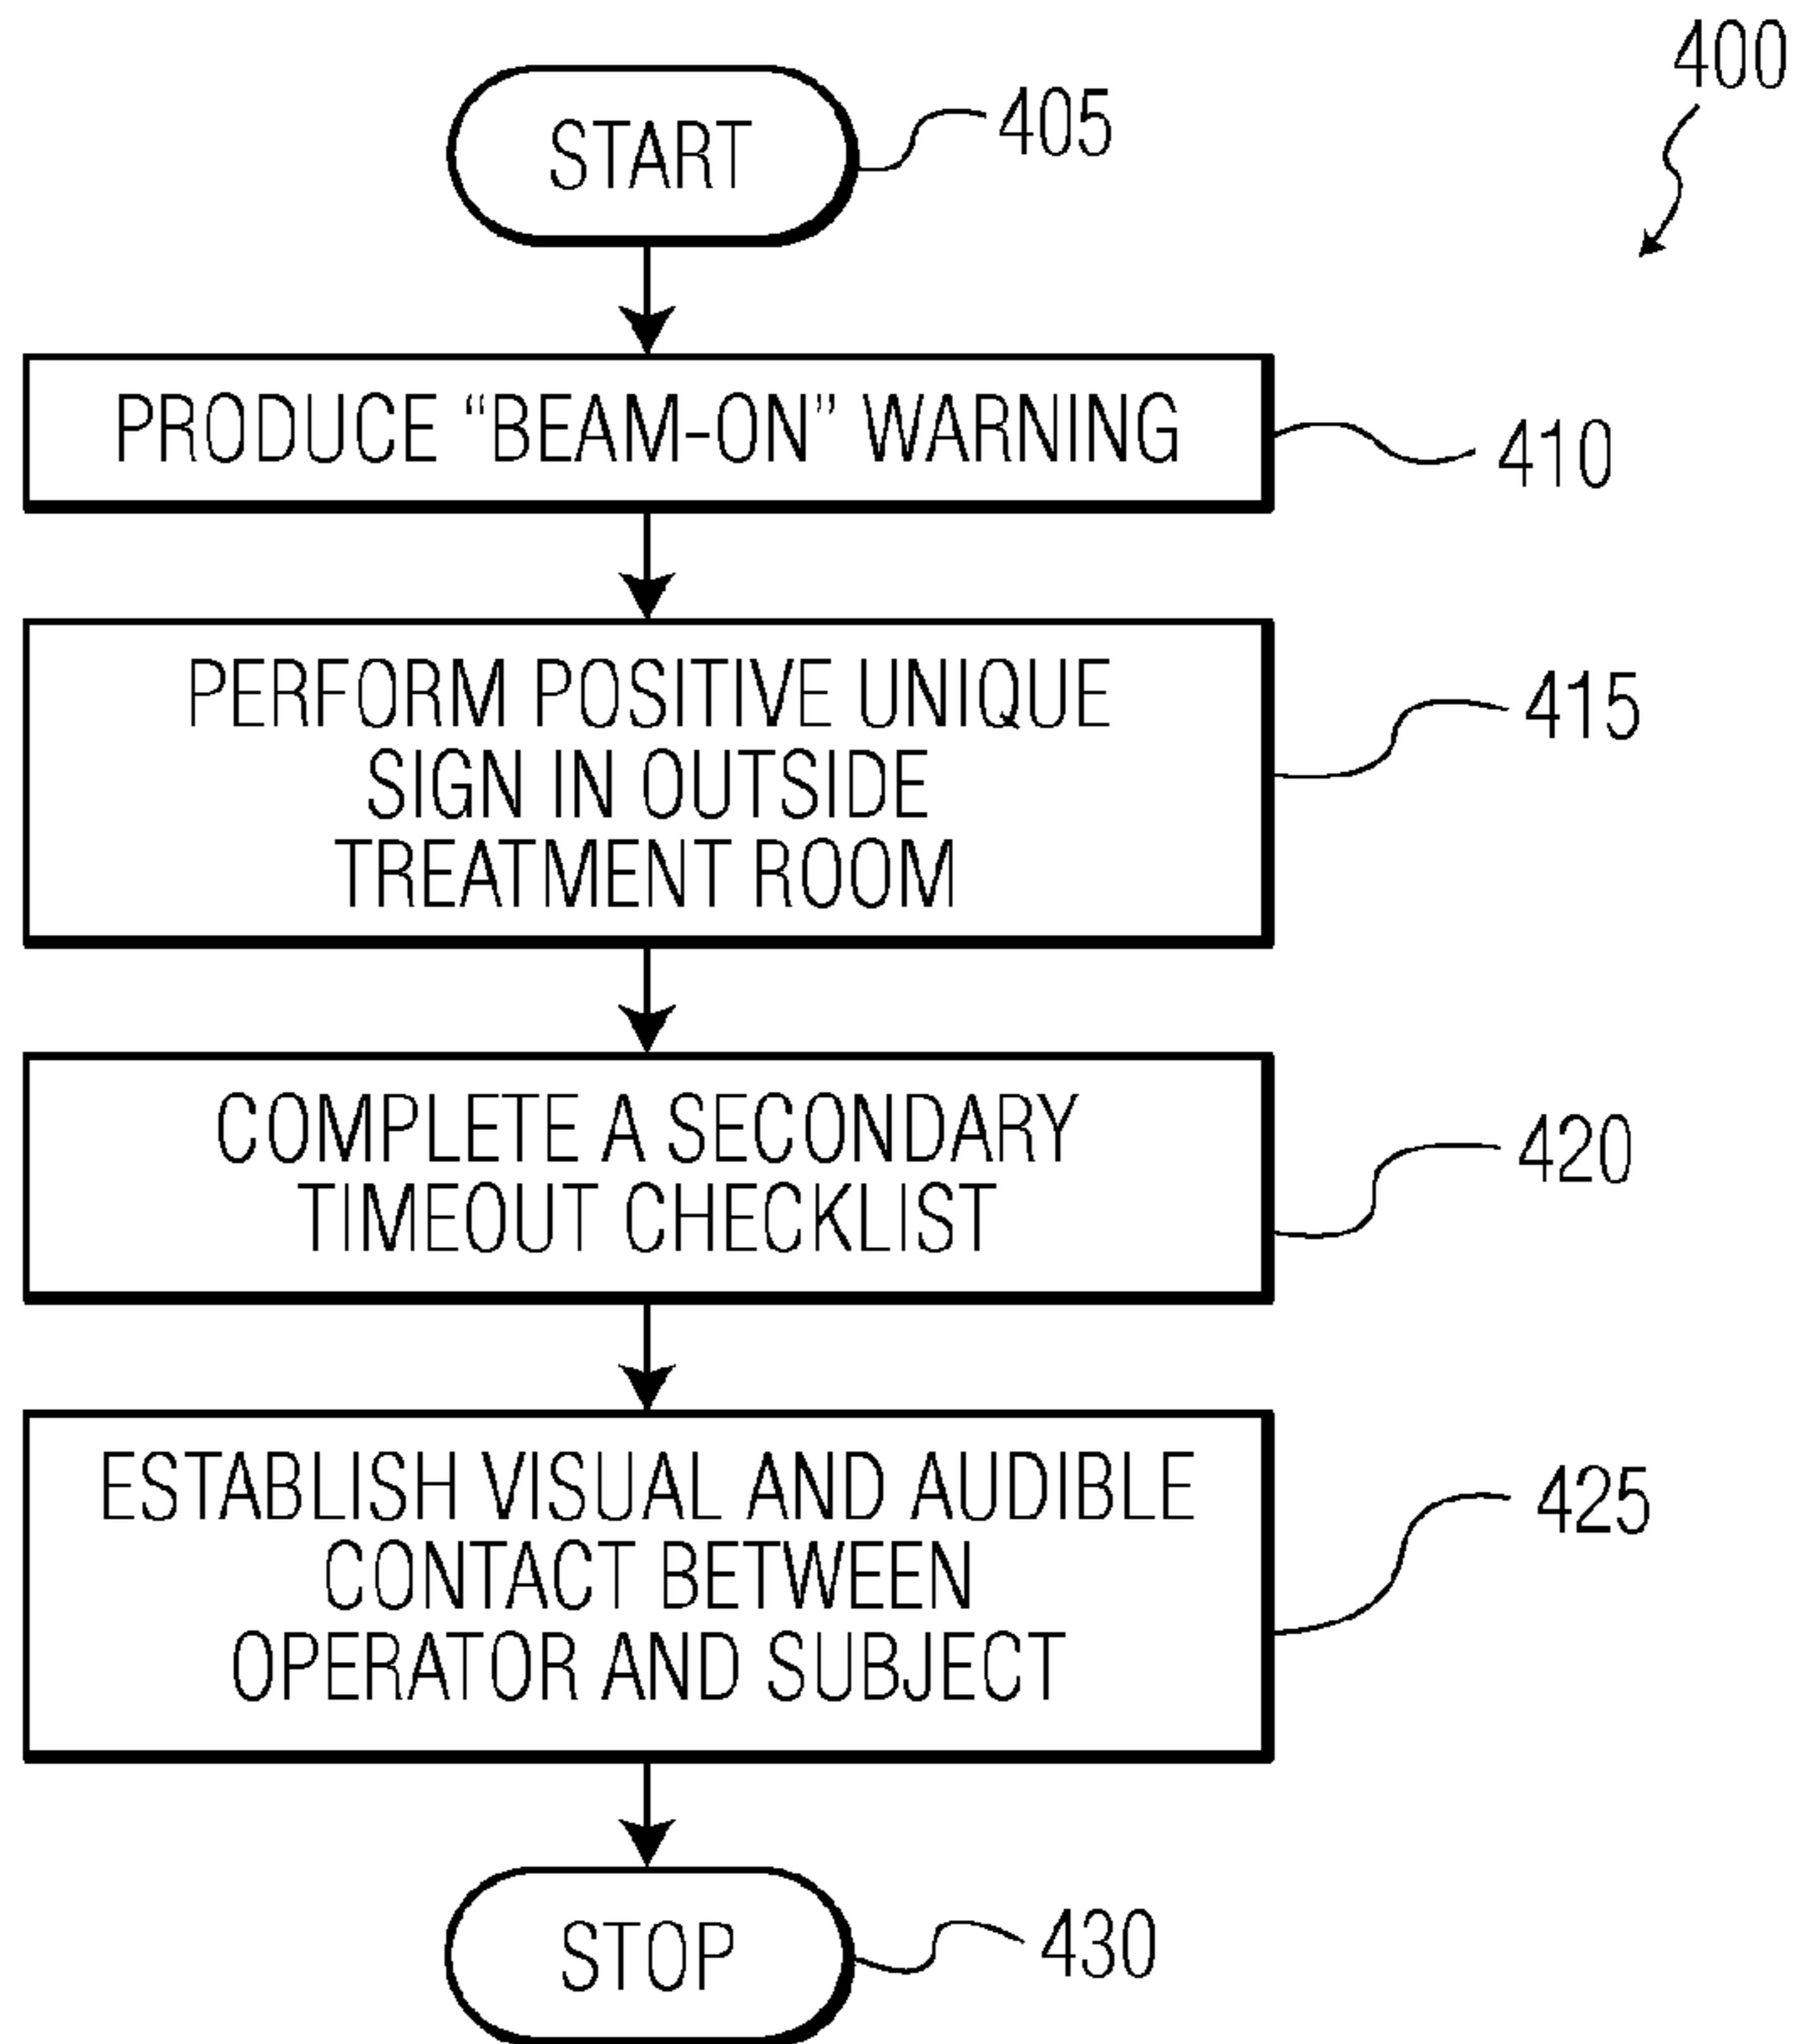 400
START
405
PRODUCE “BEAM-ON” WARNING
410
PERFORM POSITIVE UNIQUE
SIGN IN OUTSIDE
TREATMENT ROOM
415
COMPLETE A SECONDARY
TIMEOUT CHECKLIST
420
ESTABLISH VISUAL AND AUDIBLE
CONTACT BETWEEN
OPERATOR AND SUBJECT
425
STOP
430